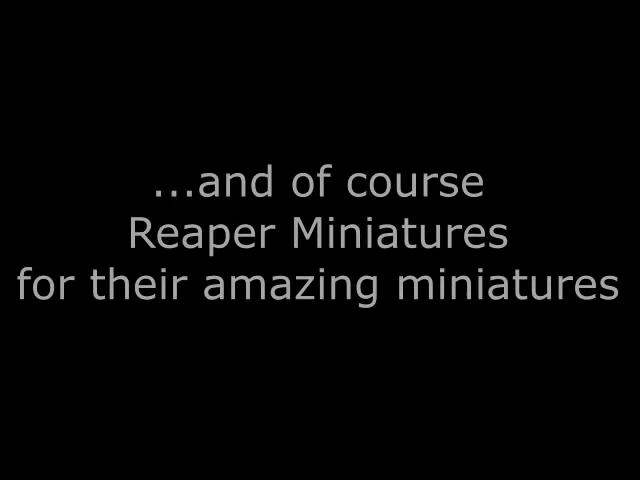 ...and of course
Reaper Miniatures
for their amazing miniatures